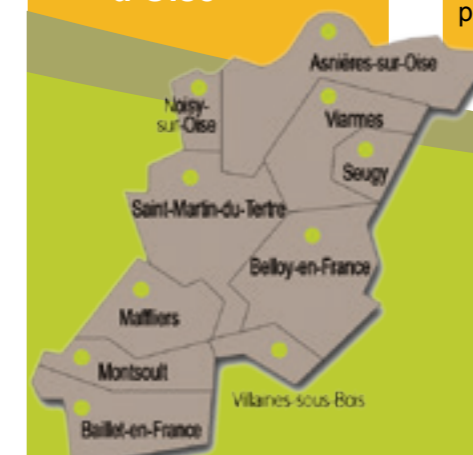 p
Asnières-sur-Oise
Noisy-
sur-Oise
Viarmes
Seugy
Saint-Martin-du-Tertre
Belloy-en-France
Maffliers
Montsoult
Villaines-sous-Bois
Baillet-en-France